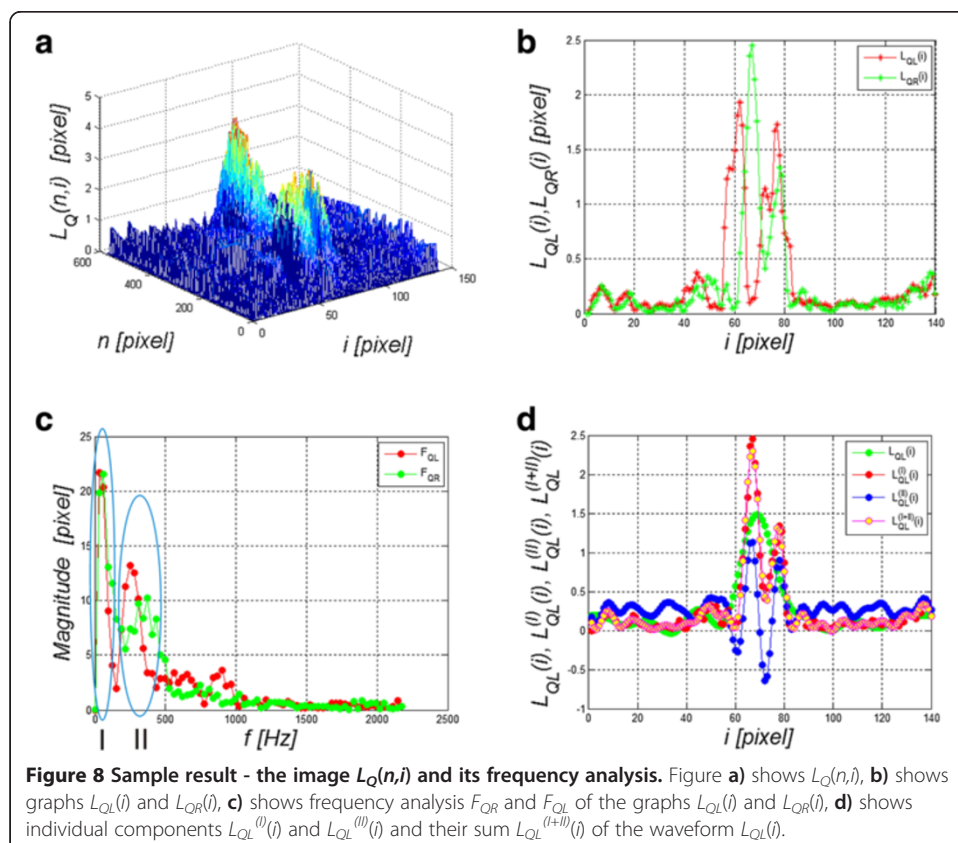 a
L_Q(n,i) [pixel]
5
4
3
2
1
0
600
400
200
0
n [pixel]
0
50
100
150
i [pixel]
b
L_QL(i),L_QR(i) [pixel]
2.5
2
1.5
1
0.5
0
0 20 40 60 80 100 120 140
i [pixel]
L_QL(i)
L_QR(i)
c
Magnitude [pixel]
25
20
15
10
5
0
0 500 1000 1500 2000 2500
f [Hz]
I II
F_QL
F_QR
d
L_QL(i), L_QL^(I)(i), L_QL^(II)(i), L_QL^(I+II)(i)
2.5
2
1.5
1
0.5
0
-0.5
-1
0 20 40 60 80 100 120 140
i [pixel]
L_QL(i)
L_QL^(I)(i)
L_QL^(II)(i)
L_QL^(I+II)(i)
Figure 8 Sample result - the image L_Q(n,i) and its frequency analysis. Figure a) shows L_Q(n,i), b) shows
graphs L_QL(i) and L_QR(i), c) shows frequency analysis F_QR and F_QL of the graphs L_QL(i) and L_QR(i), d) shows
individual components L_QL^(I)(i) and L_QL^(II)(i) and their sum L_QL^(I+II)(i) of the waveform L_QL(i).